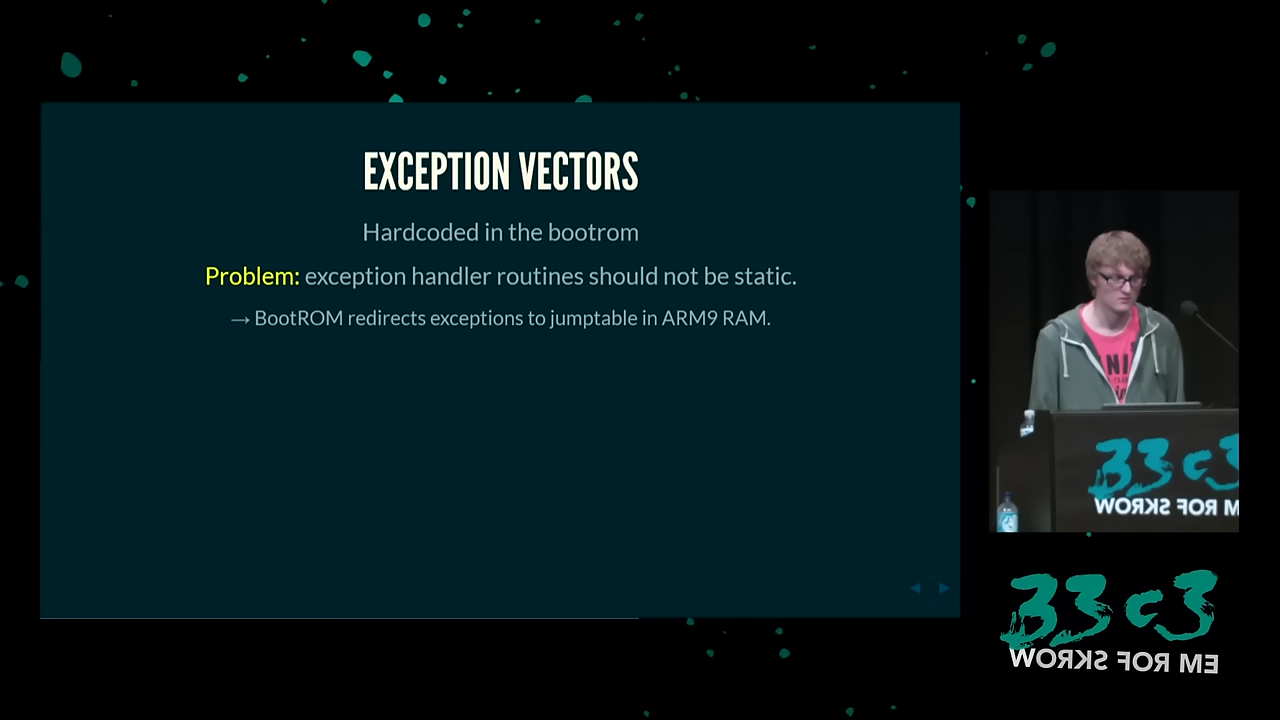 EXCEPTION VECTORS
Hardcoded in the bootrom
Problem: exception handler routines should not be static.
→ BootROM redirects exceptions to jumptable in ARM9 RAM.
33c3
WORKS FOR M
33c3
WORKS FOR ME